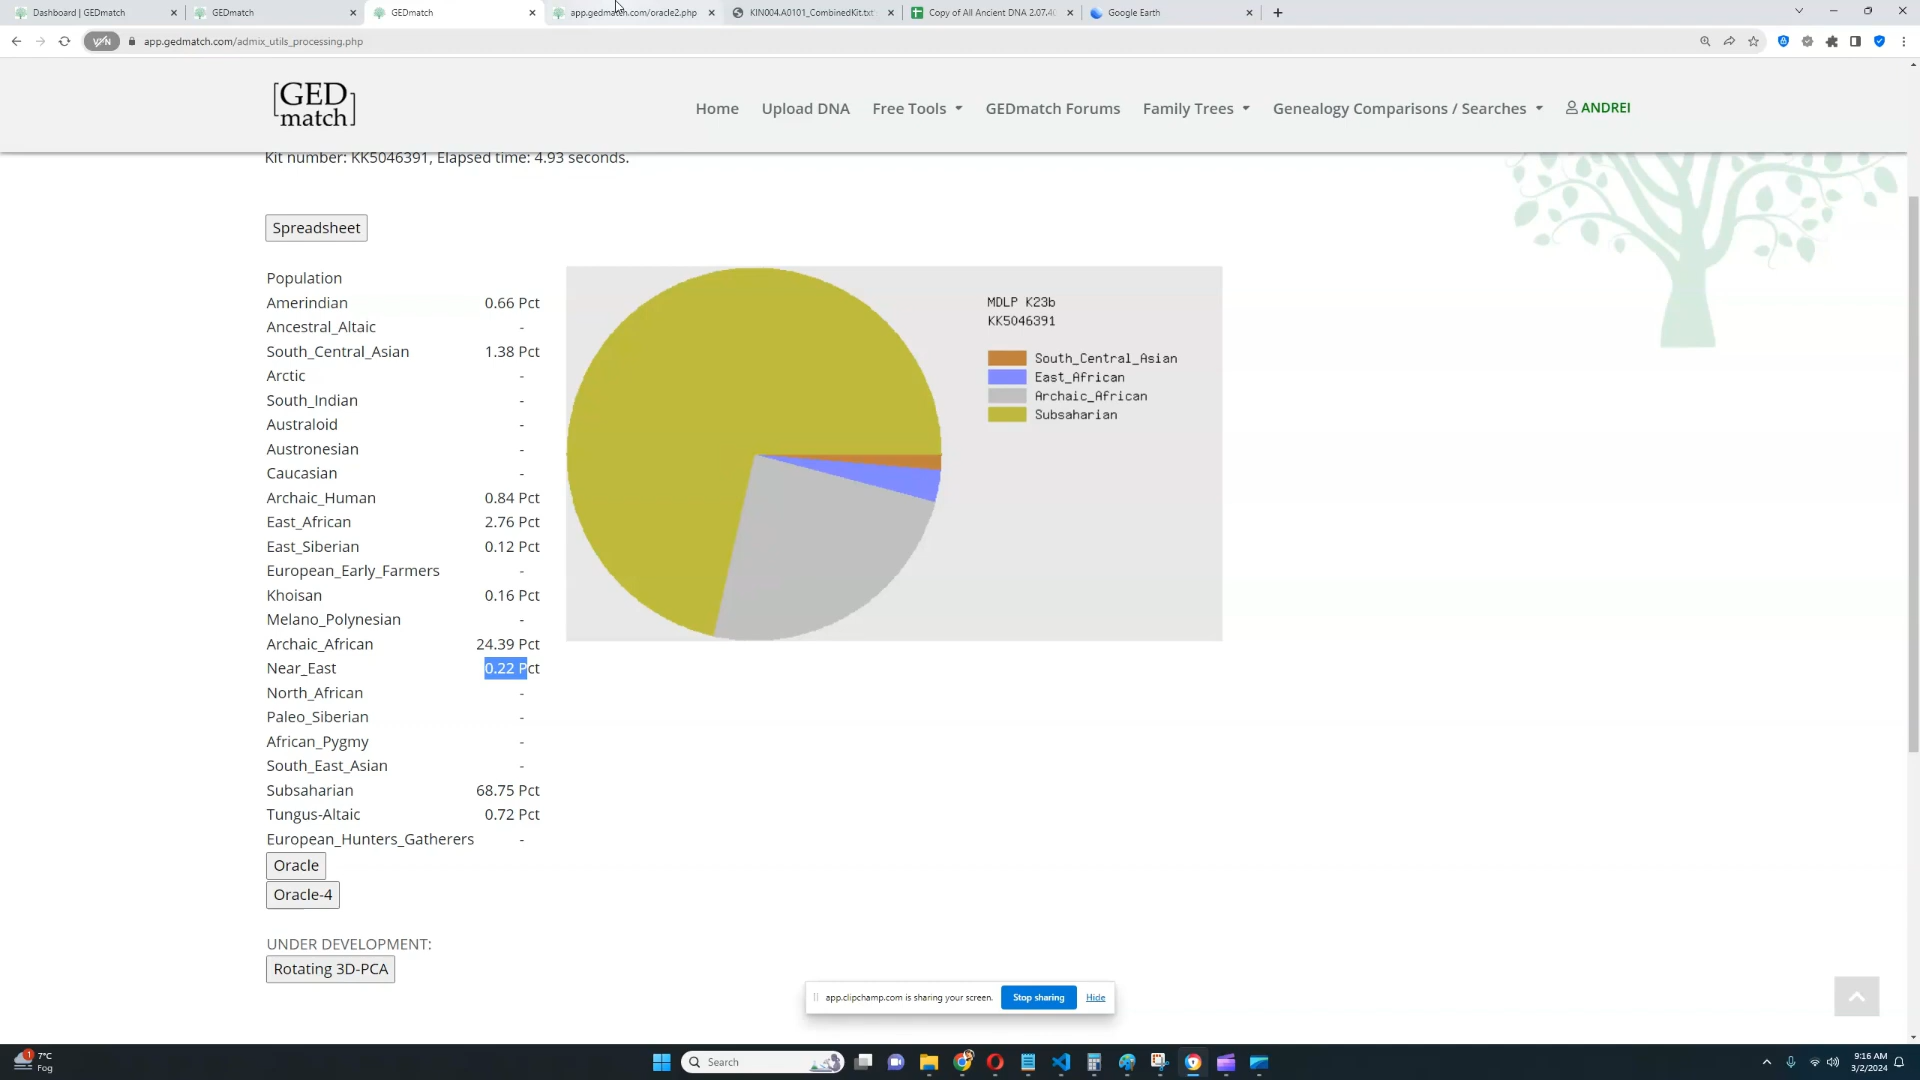 Dashboard | GEDmatch
GEDmatch
GEDmatch
app.gedmatch.com/oracle2.php
KIN004.A0101_CombinedKit.txt
Copy of All Ancient DNA 2.07.40
Google Earth
VPN
app.gedmatch.com/admix_utils_processing.php
[GED
match]
Home
Upload DNA
Free Tools
GEDmatch Forums
Family Trees
Genealogy Comparisons / Searches
ANDREI
Kit number: KK5046391, Elapsed time: 4.93 seconds.
Spreadsheet
Population
Amerindian 0.66 Pct
Ancestral_Altaic -
South_Central_Asian 1.38 Pct
Arctic -
South_Indian -
Australoid -
Austronesian -
Caucasian -
Archaic_Human 0.84 Pct
East_African 2.76 Pct
East_Siberian 0.12 Pct
European_Early_Farmers -
Khoisan 0.16 Pct
Melano_Polynesian -
Archaic_African 24.39 Pct
Near_East 0.22 Pct
North_African -
Paleo_Siberian -
African_Pygmy -
South_East_Asian -
Subsaharian 68.75 Pct
Tungus-Altaic 0.72 Pct
European_Hunters_Gatherers -
MDLP K23b
KK5046391
South_Central_Asian
East_African
Archaic_African
Subsaharian
Oracle
Oracle-4
UNDER DEVELOPMENT:
Rotating 3D-PCA
app.clipchamp.com is sharing your screen.
Stop sharing
Hide
1
7°C
Fog
Search
9:16 AM
3/2/2024